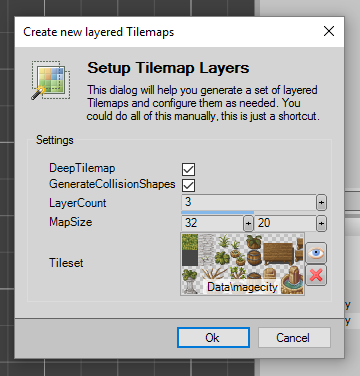 Create new layered Tilemaps
Setup Tilemap Layers
This dialog will help you generate a set of layered
Tilemaps and configure them as needed. You
could do all of this manually, this is just a shortcut.
Settings
DeepTilemap
GenerateCollisionShapes
LayerCount 3
MapSize 32 20
Tileset
Data\magecity
Ok Cancel